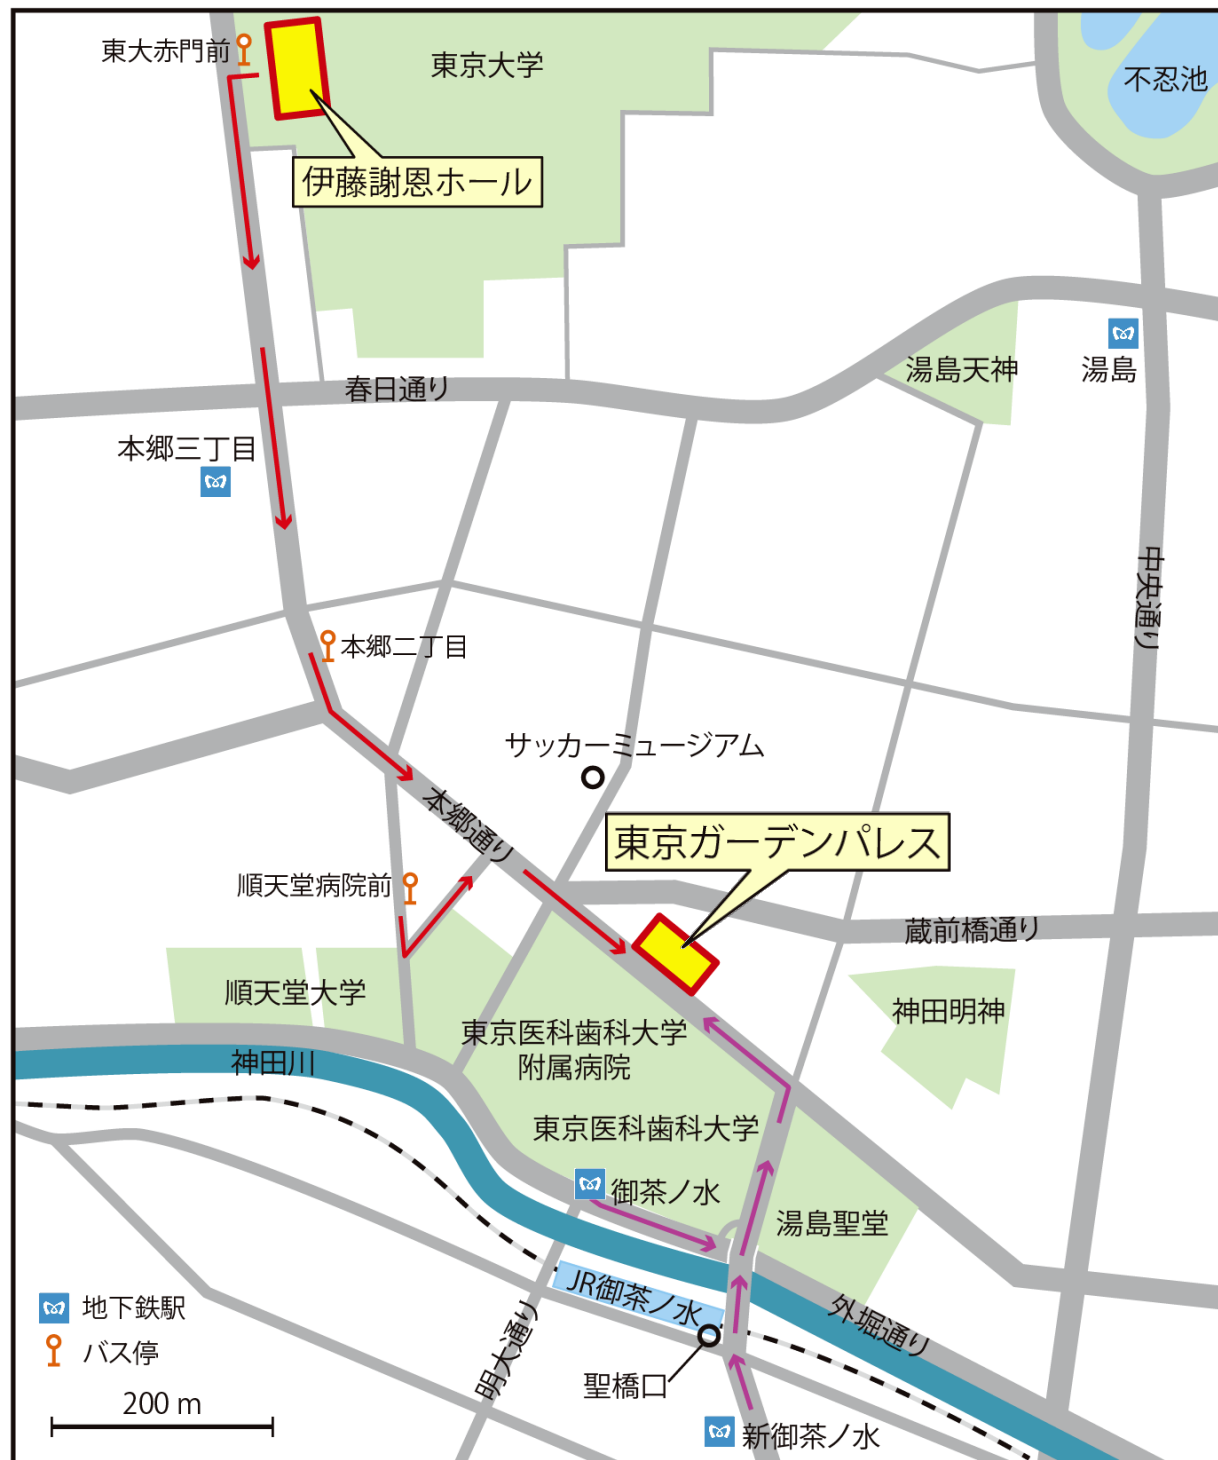 東大赤門前
東京大学
不忍池
伊藤謝恩ホール
湯島天神
湯島
春日通り
本郷三丁目
中央通り
本郷二丁目
サッカーミュージアム
本郷通り
東京ガーデンパレス
順天堂病院前
蔵前橋通り
順天堂大学
神田明神
東京医科歯科大学
附属病院
神田川
東京医科歯科大学
御茶ノ水
湯島聖堂
JR御茶ノ水
地下鉄駅
外堀通り
バス停
明大通り
聖橋口
200 m
新御茶ノ水